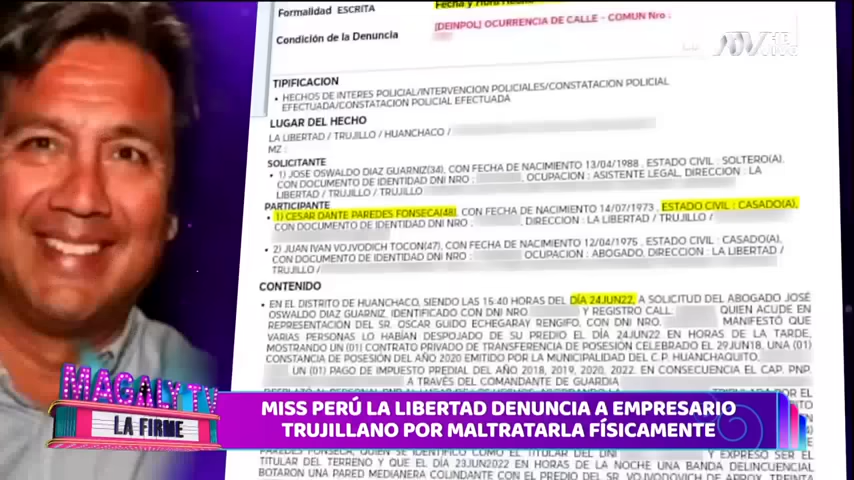 Formalidad ESCRITA
[DEINPOL] OCURRENCIA DE CALLE - COMUN Nro :
Condición de la Denuncia
TIPIFICACION
• HECHOS DE INTERES POLICIAL/INTERVENCION POLICIALES/CONSTATACION POLICIAL
EFECTUADA/CONSTATACION POLICIAL EFECTUADA
LUGAR DEL HECHO
LA LIBERTAD / TRUJILLO / HUANCHACO /
MZ :
SOLICITANTE
• 1) JOSE OSWALDO DIAZ GUARNIZ(34), CON FECHA DE NACIMIENTO 13/04/1988 , ESTADO CIVIL : SOLTERO(A),
CON DOCUMENTO DE IDENTIDAD DNI NRO : , OCUPACION : ASISTENTE LEGAL, DIRECCION : LA
LIBERTAD / TRUJILLO / TRUJILLO
PARTICIPANTE
• 1) CESAR DANTE PAREDES FONSECA(48), CON FECHA DE NACIMIENTO 14/07/1973 , ESTADO CIVIL : CASADO(A),
CON DOCUMENTO DE IDENTIDAD DNI NRO : , DIRECCION : LA LIBERTAD / TRUJILLO /
• 2) JUAN IVAN VOJVODICH TOCON(47), CON FECHA DE NACIMIENTO 12/04/1975 , ESTADO CIVIL : CASADO(A),
CON DOCUMENTO DE IDENTIDAD DNI NRO : , OCUPACION : ABOGADO, DIRECCION : LA LIBERTAD /
TRUJILLO /
CONTENIDO
• EN EL DISTRITO DE HUANCHACO, SIENDO LAS 15:40 HORAS DEL DÍA 24JUN22, A SOLICITUD DEL ABOGADO JOSÉ
OSWALDO DIAZ GUARNIZ, IDENTIFICADO CON DNI NRO Y REGISTRO CALL: QUIEN ACUDE EN
REPRESENTACIÓN DEL SR. OSCAR GUIDO ECHEGARAY RENGIFO, CON DNI NRO. MANIFESTÓ QUE
VARIAS PERSONAS LO HABÍAN DESPOJADO DE SU PREDIO EL DÍA 24JUN22 EN HORAS DE LA TARDE,
MOSTRANDO UN (01) CONTRATO PRIVADO DE TRANSFERENCIA DE POSESIÓN CELEBRADO EL 29JUN18, UNA (01)
CONSTANCIA DE POSESIÓN DEL AÑO 2020 EMITIDO POR LA MUNICIPALIDAD DEL C.P. HUANCHAQUITO,
UN (01) PAGO DE IMPUESTO PREDIAL DEL AÑO 2018, 2019, 2020, 2022. EN CONSECUENCIA EL CAP. PNP
A TRAVÉS DEL COMANDANTE DE GUARDIA
MAGALY TV
LA FIRME
MISS PERÚ LA LIBERTAD DENUNCIA A EMPRESARIO
TRUJILLANO POR MALTRATARLA FÍSICAMENTE
PAREDES FONSECA, QUIEN SE IDENTIFICÓ COMO EL TITULAR DEL DNI Y EXPRESO SER EL
TITULAR DEL TERRENO Y QUE EL DÍA 23JUN2022 EN HORAS DE LA NOCHE UNA BANDA DELINCUENCIAL
BOTARON UNA PARED MEDIANERA COLINDANTE CON EL PREDIO DEL SR. VOJVODOVICH DE APROX. TREINTA